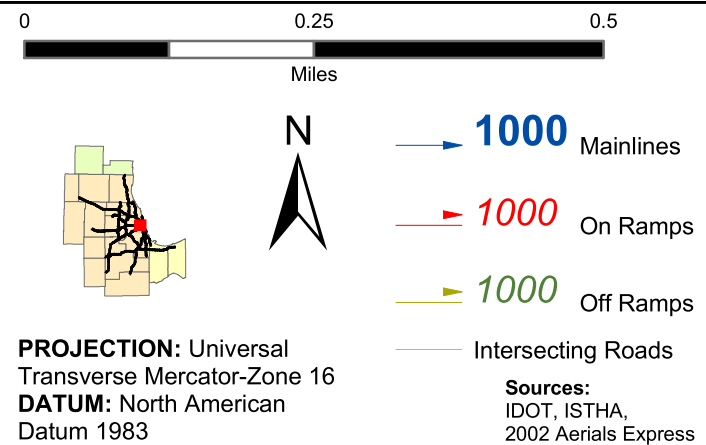 0 0.25 0.5
Miles
N
1000 Mainlines
1000 On Ramps
1000 Off Ramps
Intersecting Roads
PROJECTION: Universal
Transverse Mercator-Zone 16
DATUM: North American
Datum 1983
Sources:
IDOT, ISTHA,
2002 Aerials Express